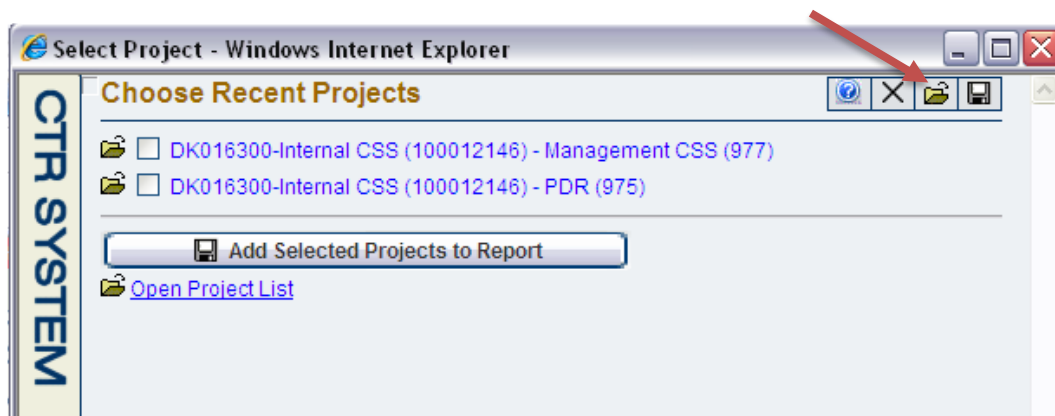 Select Project - Windows Internet Explorer
CTR SYSTEM
Choose Recent Projects
DK016300-Internal CSS (100012146) - Management CSS (977)
DK016300-Internal CSS (100012146) - PDR (975)
Add Selected Projects to Report
Open Project List